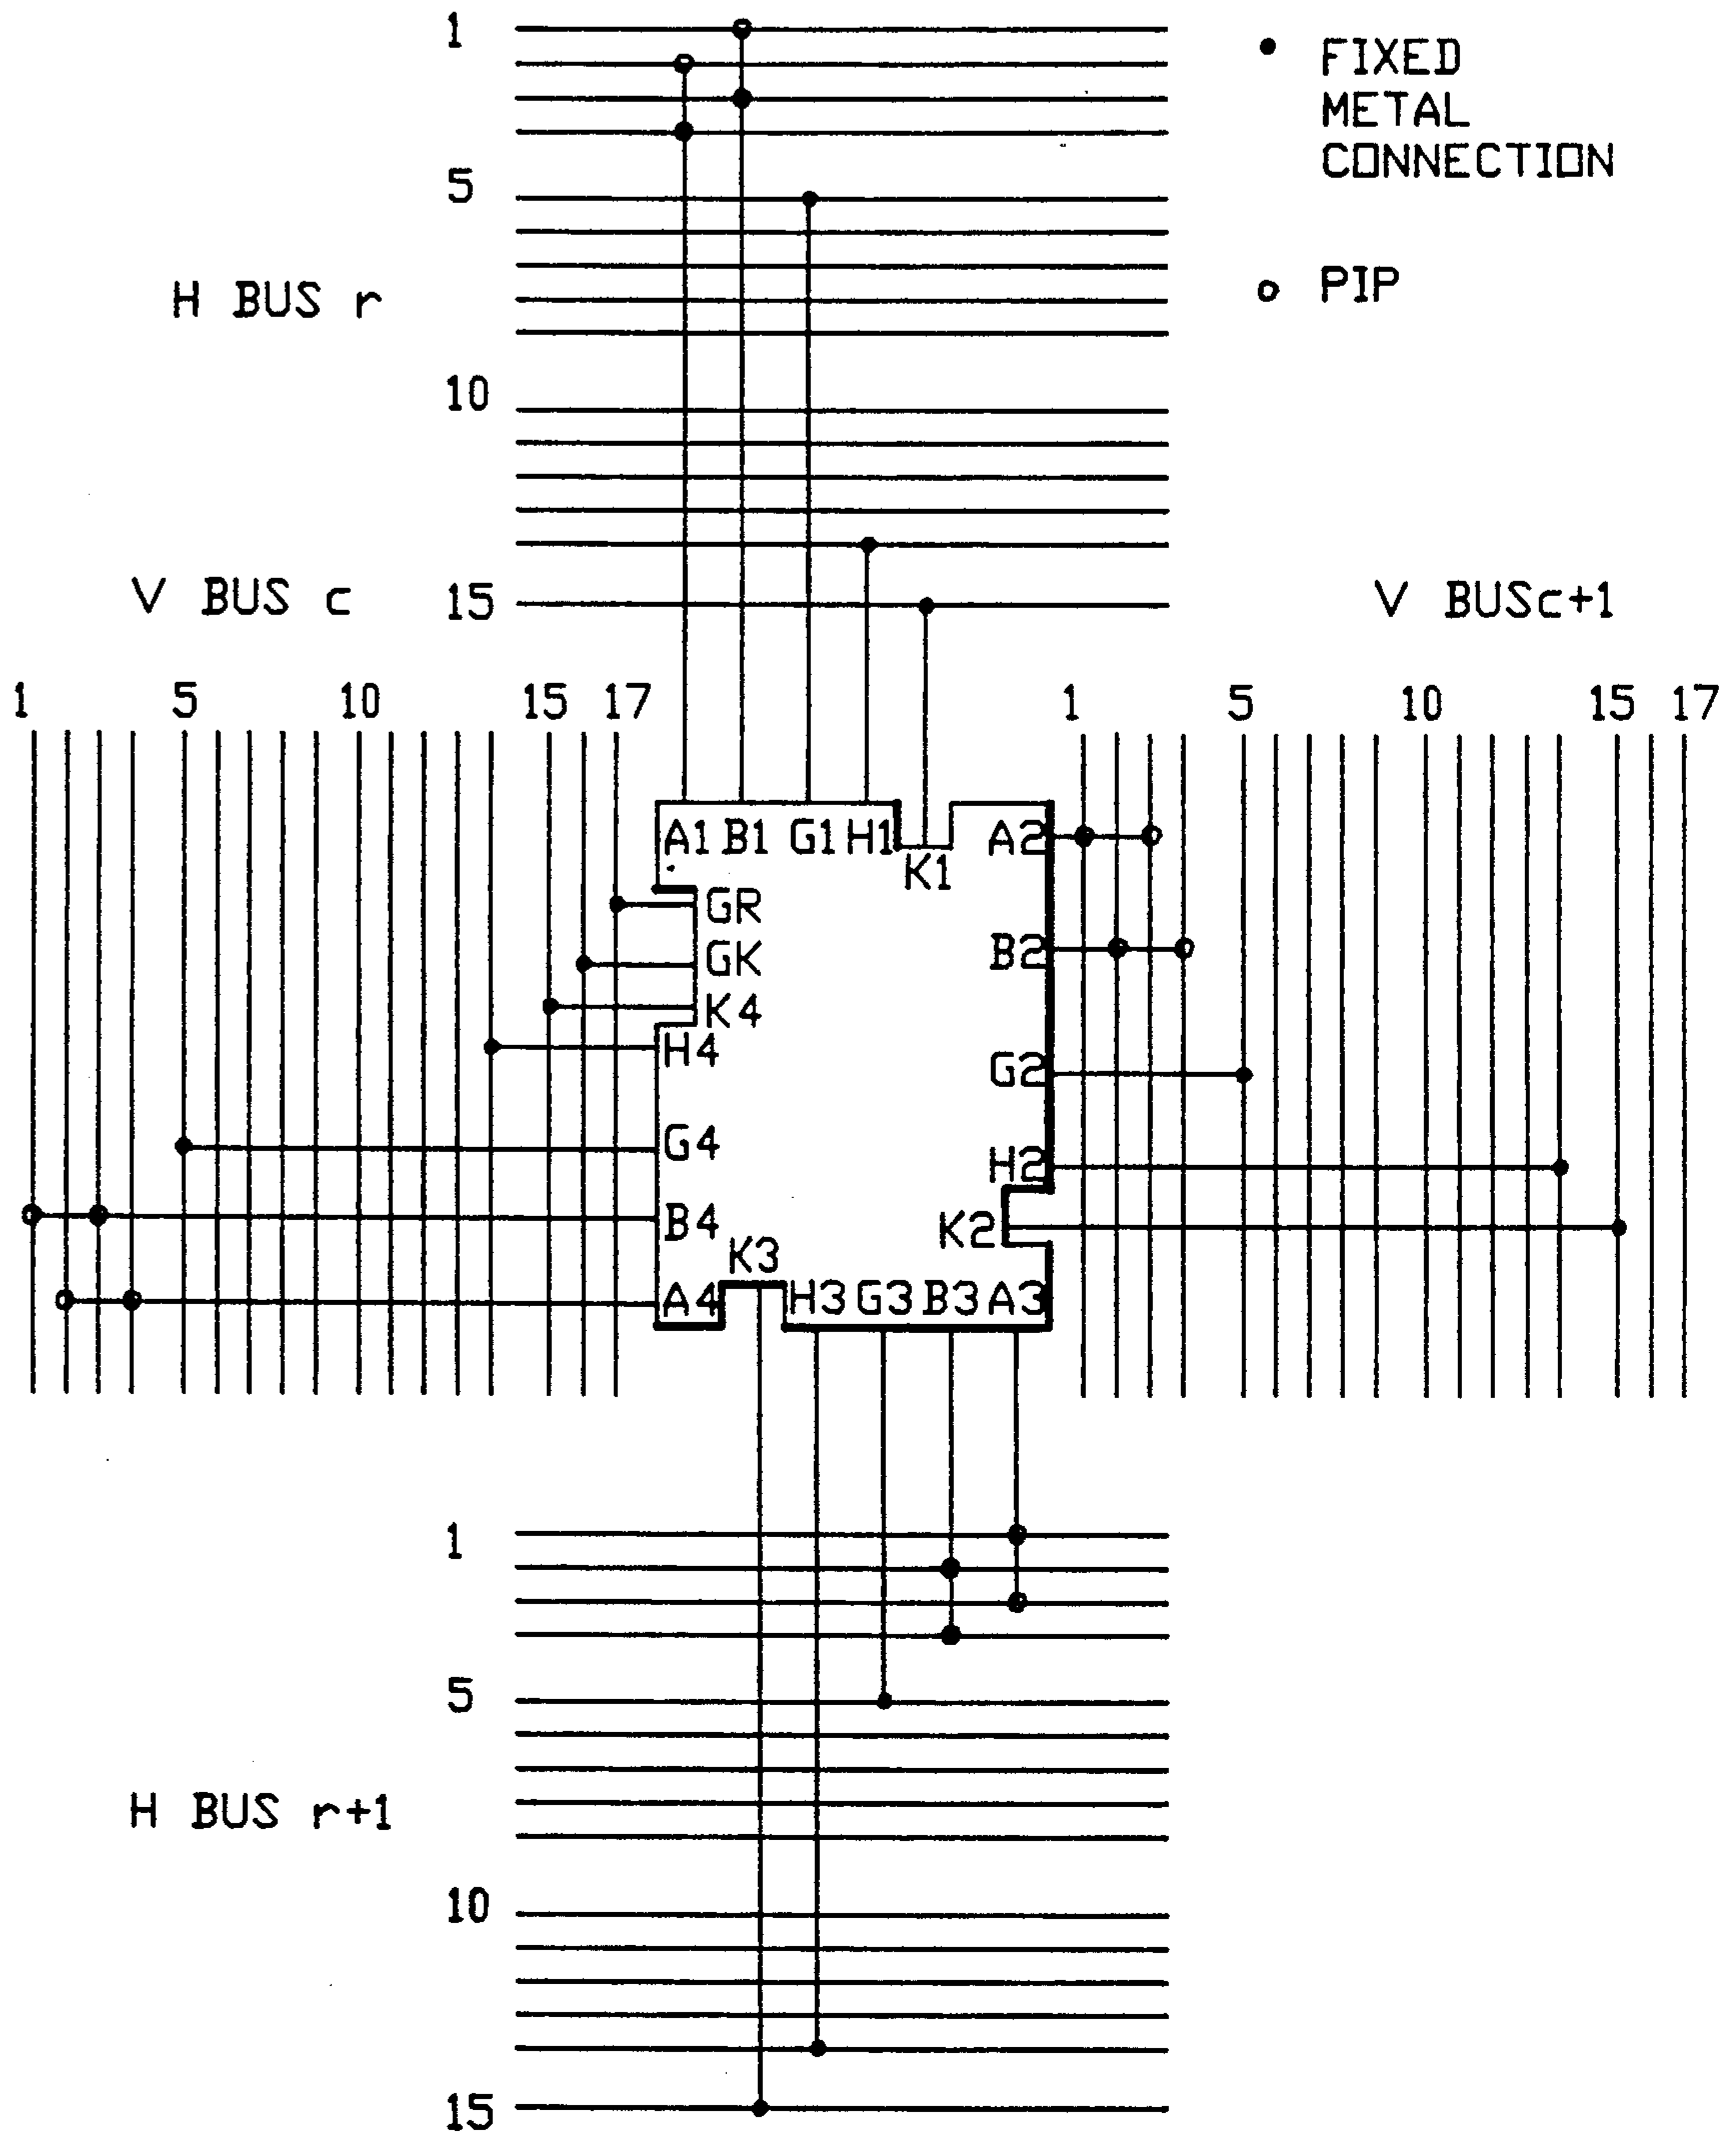 1
• FIXED
METAL
CONNECTION
5
o PIP
H BUS r
10
V BUS c
15
V BUSc+1
1 5 10 15 17
1 5 10 15 17
A1 B1 G1 H1
K1
A2
GR
GK
K4
H4
B2
G2
G4
H2
B4
K2
K3
A4
H3 G3 B3 A3
1
5
H BUS r+1
10
15